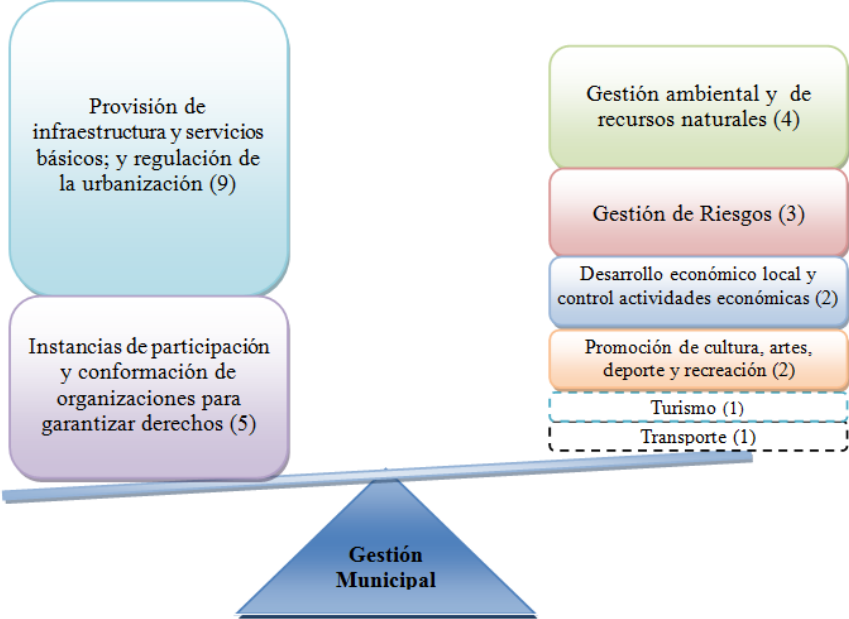 Provisión de
infraestructura y servicios
básicos; y regulación de
la urbanización (9)
Instancias de participación
y conformación de
organizaciones para
garantizar derechos (5)
Gestión ambiental y de
recursos naturales (4)
Gestión de Riesgos (3)
Desarrollo económico local y
control actividades económicas (2)
Promoción de cultura, artes,
deporte y recreación (2)
Turismo (1)
Transporte (1)
Gestión
Municipal